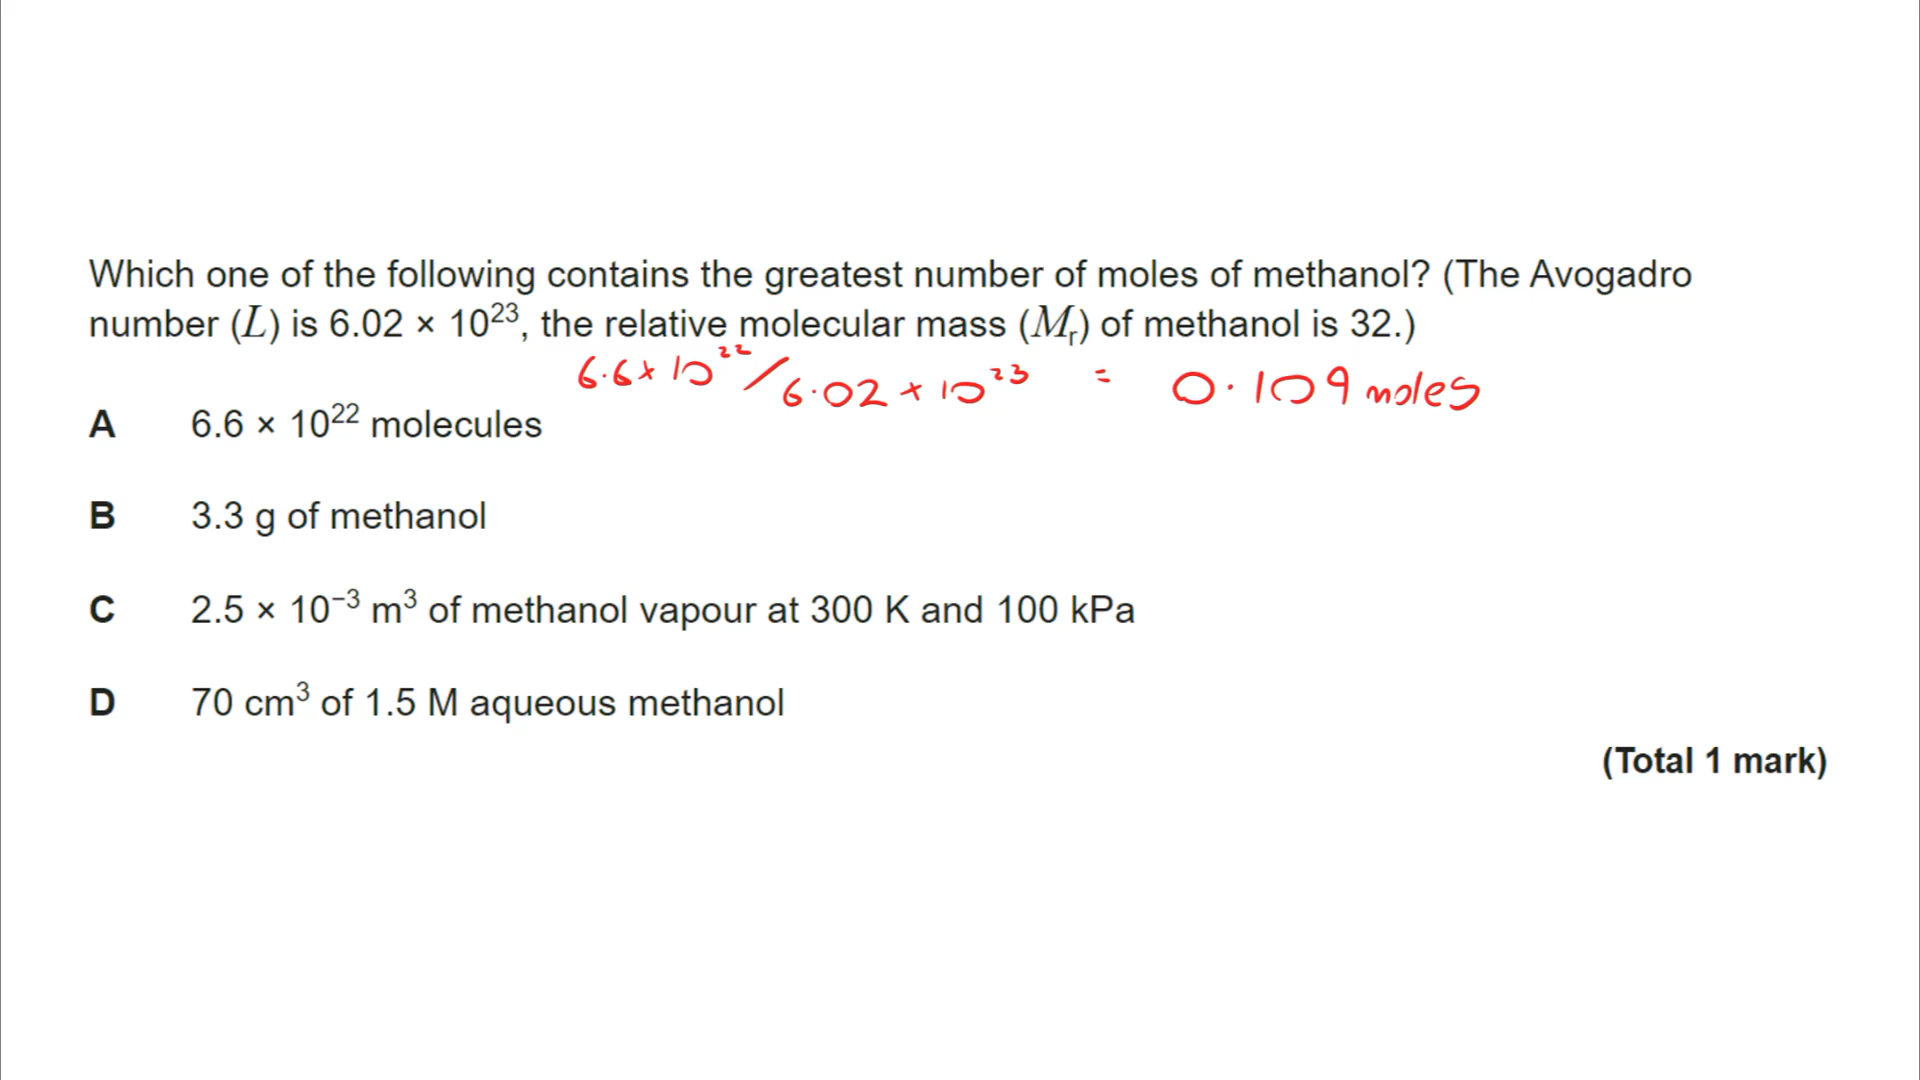 Which one of the following contains the greatest number of moles of methanol? (The Avogadro
number (L) is 6.02 × 10²³, the relative molecular mass (Mᵣ) of methanol is 32.)
6.6 × 10²² / 6.02 × 10²³ = 0.109 moles
A 6.6 × 10²² molecules
B 3.3 g of methanol
C 2.5 × 10⁻³ m³ of methanol vapour at 300 K and 100 kPa
D 70 cm³ of 1.5 M aqueous methanol
(Total 1 mark)